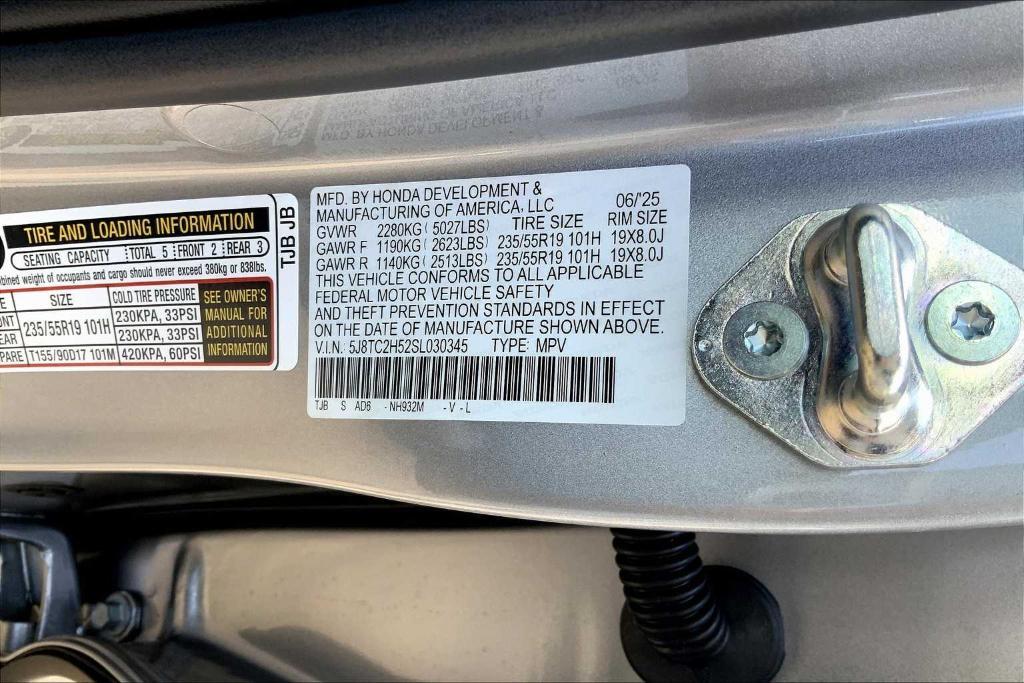 TIRE AND LOADING INFORMATION
SEATING CAPACITY TOTAL 5 FRONT 2 REAR 3
bined weight of occupants and cargo should never exceed 380kg or 838lbs.
SIZE COLD TIRE PRESSURE SEE OWNER'S MANUAL FOR ADDITIONAL INFORMATION
235/55R19 101H 230KPA, 33PSI
EAR 230KPA, 33PSI
PARE T155/90D17 101M 420KPA, 60PSI
TJB JB
MFD. BY HONDA DEVELOPMENT & 06/'25
MANUFACTURING OF AMERICA, LLC
GVWR 2280KG (5027LBS) TIRE SIZE RIM SIZE
GAWR F 1190KG (2623LBS) 235/55R19 101H 19X8.0J
GAWR R 1140KG (2513LBS) 235/55R19 101H 19X8.0J
THIS VEHICLE CONFORMS TO ALL APPLICABLE
FEDERAL MOTOR VEHICLE SAFETY
AND THEFT PREVENTION STANDARDS IN EFFECT
ON THE DATE OF MANUFACTURE SHOWN ABOVE.
V.I.N.: 5J8TC2H52SL030345 TYPE: MPV
TJB S AD6 -NH932M -V-L